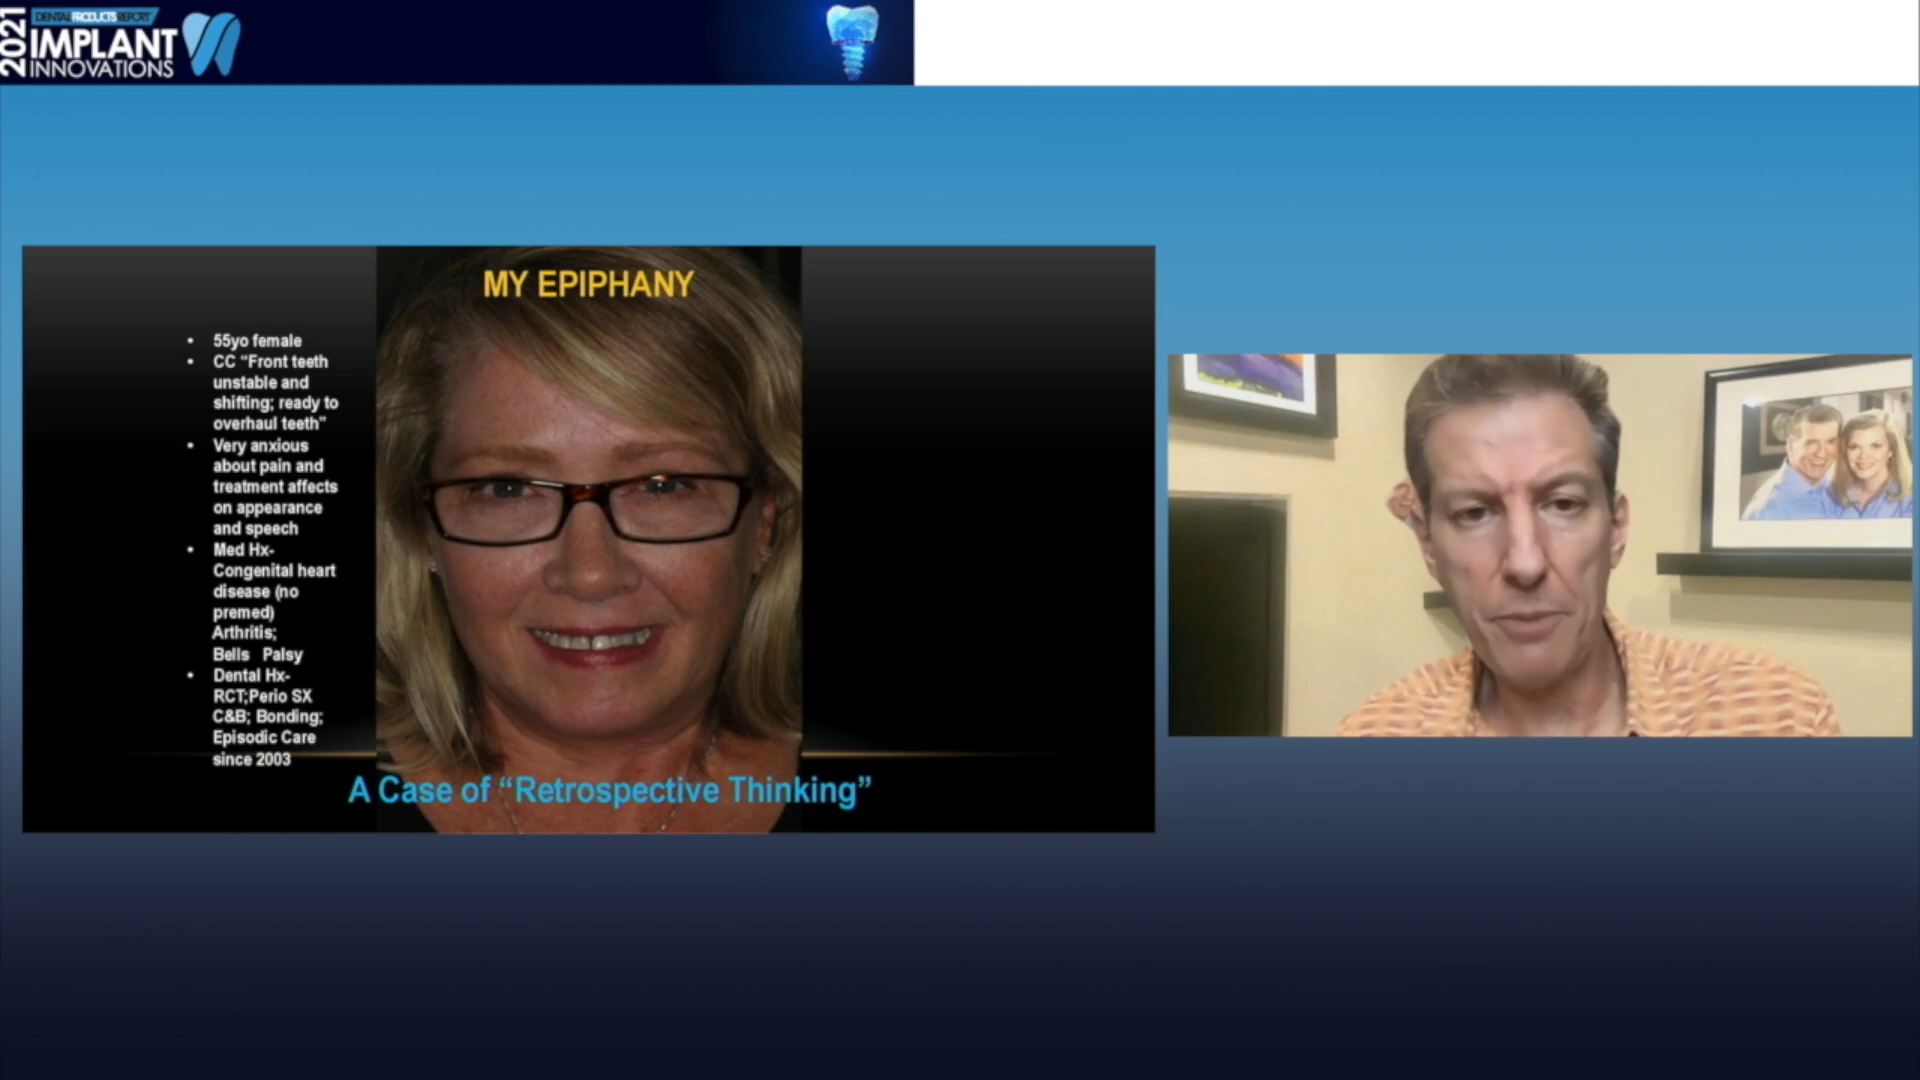 2021
DENTAL PRODUCTS REPORT
IMPLANT
INNOVATIONS
MY EPIPHANY
• 55yo female
• CC “Front teeth
unstable and
shifting; ready to
overhaul teeth”
• Very anxious
about pain and
treatment affects
on appearance
and speech
• Med Hx-
Congenital heart
disease (no
premed)
Arthritis;
Bells Palsy
• Dental Hx-
RCT;Perio SX
C&B; Bonding;
Episodic Care
since 2003
A Case of “Retrospective Thinking”